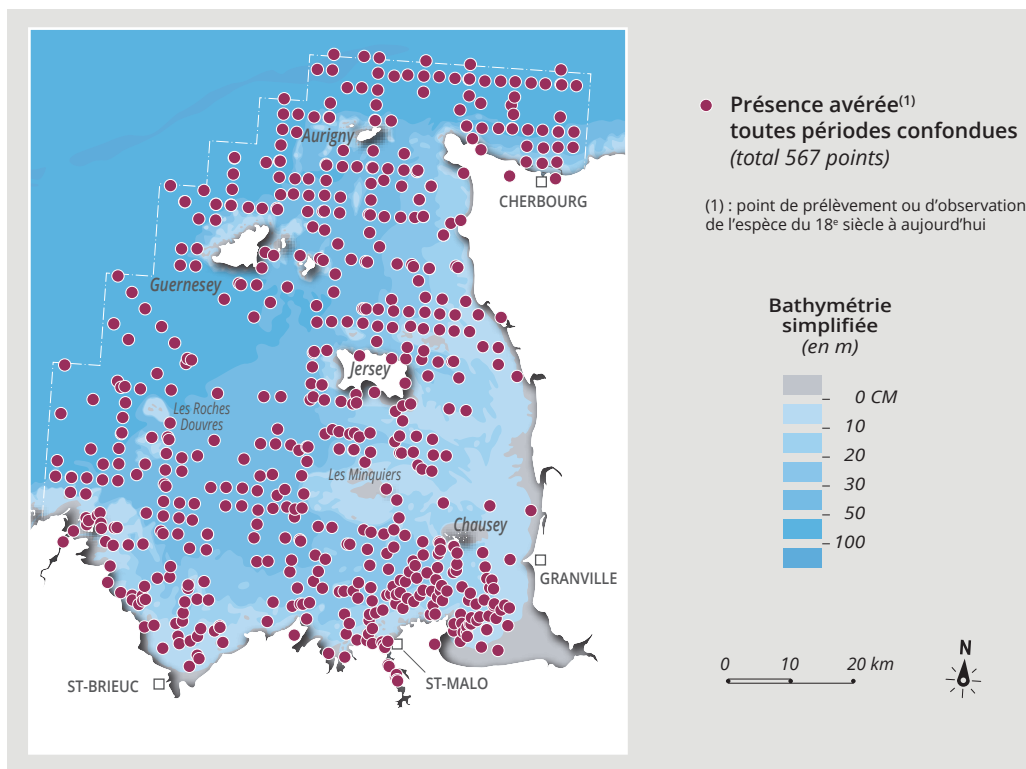 Aurigny
CHERBOURG
Guernesey
Jersey
Les Roches
Douvres
Les Minquiers
Chausey
GRANVILLE
ST-BRIEUC
ST-MALO
Présence avérée(1)
toutes périodes confondues
(total 567 points)
(1) : point de prélèvement ou d'observation
de l'espèce du 18e siècle à aujourd'hui
Bathymétrie
simplifiée
(en m)
0 CM
10
20
30
50
100
0 10 20 km
N